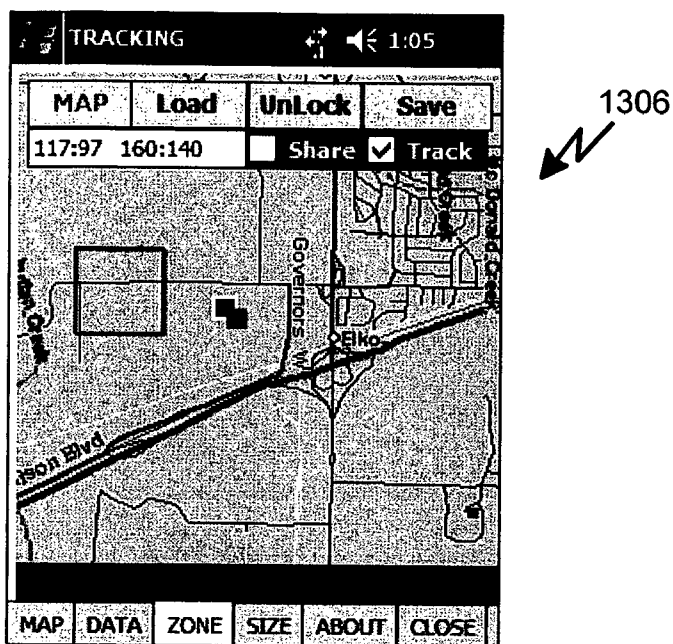 TRACKING 1:05
MAP Load UnLock Save
1306
117:97 160:140 Share Track
Governors
Elko
son Blvd
MAP DATA ZONE SIZE ABOUT CLOSE